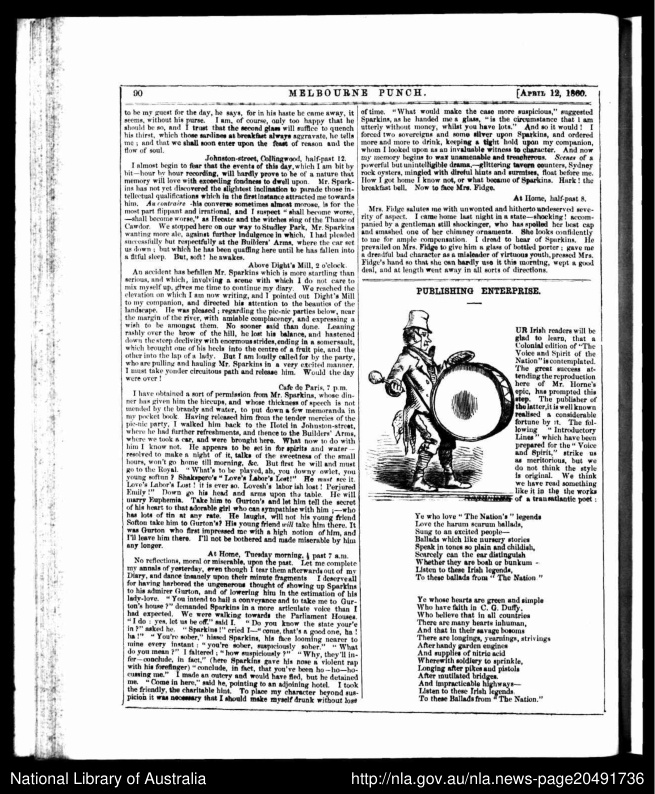 90
MELBOURNE PUNCH.
[APRIL 12, 1860.
to be my guest for the day, he says, for in his haste he came away, it
seems, without his purse. I am, of course, only too happy that he
should be so, and I trust that the second glass will suffice to quench
his thirst, which those sardines at breakfast always aggravate, he tells
me; and that we shall soon enter upon the feast of reason and the
flow of soul.
Johnston-street, Collingwood, half-past 12.
I almost begin to fear that the events of this day, which I am bit by
bit—hour by hour recording, will hardly prove to be of a nature that
memory will love with exceeding fondness to dwell upon. Mr. Spark-
ins has not yet discovered the slightest inclination to parade those in-
tellectual qualifications which in the first instance attracted me towards
him. Au contraire his converse sometimes almost morose, is for the
most part flippant and irrational, and I suspect "shall become worse,
—shall become worse," as Hecate and the witches sing of the Thane of
Cawdor. We stopped here on our way to Studley Park, Mr. Sparkins
wanting more ale, against further indulgence in which, I had pleaded
successfully but respectfully at the Builders' Arms, where the car set
us down; but which he has been quaffing here until he has fallen into
a fitful sleep. But, soft! he awakes.
Above Dight's Mill, 2 o'clock.
An accident has befallen Mr. Sparkins which is more startling than
serious, and which, involving a scene with which I do not care to
mix myself up, gives me time to continue my diary. We reached the
elevation on which I am now writing, and I pointed out Dight's Mill
to my companion, and directed his attention to the beauties of the
landscape. He was pleased; regarding the pic-nic parties below, near
the margin of the river, with amiable complacency, and expressing a
wish to be amongst them. No sooner said than done. Leaning
rashly over the brow of the hill, he lost his balance, and hastened
down the steep declivity with enormous strides, ending in a somersault,
which brought one of his heels into the centre of a fruit pie, and the
other into the lap of a lady. But I am loudly called for by the party,
who are pulling and hauling Mr. Sparkins in a very excited manner.
I must take yonder circuitous path and release him. Would the day
were over!
Cafe de Paris, 7 p.m.
I have obtained a sort of permission from Mr. Sparkins, whose din-
ner has given him the hiccups, and whose thickness of speech is not
mended by the brandy and water, to put down a few memoranda in
my pocket book. Having released him from the tender mercies of the
pic-nic party, I walked him back to the Hotel in Johnston-street,
where he had further refreshments, and thence to the Builders' Arms,
where we took a car, and were brought here. What now to do with
him I know not. He appears to be set in for spirits and water—
resolved to make a night of it, talks of the sweetness of the small
hours, won't go home till morning, &c. But first he will and must
go to the Royal. "What's to be played, ah, you downy owlet, you
young softun? Shakspero's "Love's Labor's Lost!" He must see it.
Love's Labor's Lost! it is ever so. Lovesh's labor ish lost! Perjured
Emily!" Down go his head and arms upon the table. He will
marry Euphemia. Take him to Gurton's and let him tell the secret
of his heart to that adorable girl who can sympathise with him;—who
has lots of tin at any rate. He laughs, will not his young friend
Softon take him to Gurton's? His young friend will take him there. It
was Gurton who first impressed me with a high notion of him, and
I'll leave him there. I'll not be bothered and made miserable by him
any longer.
At Home, Tuesday morning, ½ past 7 a.m.
No reflections, moral or miserable, upon the past. Let me complete
my annals of yesterday, even though I tear them afterwards out of my
Diary, and dance insanely upon their minute fragments I deserve all
for having harbored the ungenerous thought of showing up Sparkins
to his admirer Gurton, and of lowering him in the estimation of his
lady-love. "You intend to hail a conveyance and to take me to Gur-
ton's house?" demanded Sparkins in a more articulate voice than I
had expected. We were walking towards the Parliament Houses.
"I do: yes, let us be off," said I. "Do you know the state your'e
in?" asked he. "Sparkins!" cried I—"come, that's a good one, ha!
ha!" "You're sober," hissed Sparkins, his face looming nearer to
mine every instant; "you're sober, suspiciously sober." "What
do you mean?" I faltered; "how suspiciously?" "Why, they'll in-
fer—conclude, in fact," (here Sparkins gave his nose a violent rap
with his forefinger) "conclude, in fact, that you've been ho—ho—ho-
cussing me." I made an outcry and would have fled, but he detained
me. "Come in here," said he, pointing to an adjoining hotel. I took
the friendly, the charitable hint. To place my character beyond sus-
picion it was necessary that I should make myself drunk without loss
of time. "What would make the case more suspicious," suggested
Sparkins, as he handed me a glass, "is the circumstance that I am
utterly without money, whilst you have lots." And so it would! I
forced two sovereigns and some silver upon Sparkins, and ordered
more and more to drink, keeping a tight hold upon my companion,
whom I looked upon as an invaluable witness to character. And now
my memory begins to wax unamenable and treacherous. Scenes of a
powerful but unintelligible drama,—glittering tavern counters, Sydney
rock oysters, mingled with direful hints and surmises, float before me.
How I got home I know not, or what became of Sparkins. Hark! the
breakfast bell. Now to face Mrs. Fidge.
At Home, half-past 8.
Mrs. Fidge salutes me with unwonted and hitherto undeserved seve-
rity of aspect. I came home last night in a state—shocking! accom-
panied by a gentleman still shockinger, who has spoiled her best cap
and smashed one of her chimney ornaments. She looks confidently
to me for ample compensation. I dread to hear of Sparkins. He
prevailed on Mrs. Fidge to give him a glass of bottled porter; gave me
a dreadful bad character as a misleader of virtuous youth, pressed Mrs.
Fidge's hand so that she can hardly use it this morning, wept a good
deal, and at length went away in all sorts of directions.
PUBLISHING ENTERPRISE.
UR Irish readers will be
glad to learn, that a
Colonial edition of "The
Voice and Spirit of the
Nation" is contemplated.
The great success at-
tending the reproduction
here of Mr. Horne's
epic, has prompted this
step. The publisher of
the latter, it is well known
realised a considerable
fortune by it. The fol-
lowing "Introductory
Lines" which have been
prepared for the "Voice
and Spirit," strike us
as meritorious, but we
do not think the style
is original. We think
we have read something
like it in the the works
of a transatlantic poet:
Ye who love "The Nation's" legends
Love the harum scarum ballads,
Sung to an excited people—
Ballads which like nursery stories
Speak in tones so plain and childish,
Scarcely can the ear distinguish
Whether they are bosh or bunkum -
Listen to these Irish legends,
To these ballads from "The Nation"
Ye whose hearts are green and simple
Who have faith in C. G. Duffy,
Who believe that in all countries
There are many hearts inhuman,
And that in their savage bosoms
There are longings, yearnings, strivings
After handy garden engines
And supplies of nitric acid
Wherewith soldiery to sprinkle,
Longing after pikes and pistols
After mutilated bridges.
And impracticable highways—
Listen to these Irish legends
To these Ballads from "The Nation."
National Library of Australia
http://nla.gov.au/nla.news-page20491736